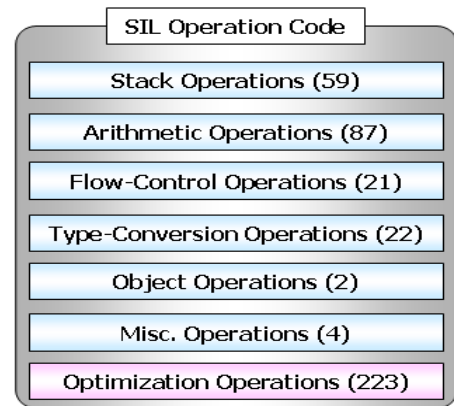 SIL Operation Code
Stack Operations (59)
Arithmetic Operations (87)
Flow-Control Operations (21)
Type-Conversion Operations (22)
Object Operations (2)
Misc. Operations (4)
Optimization Operations (223)